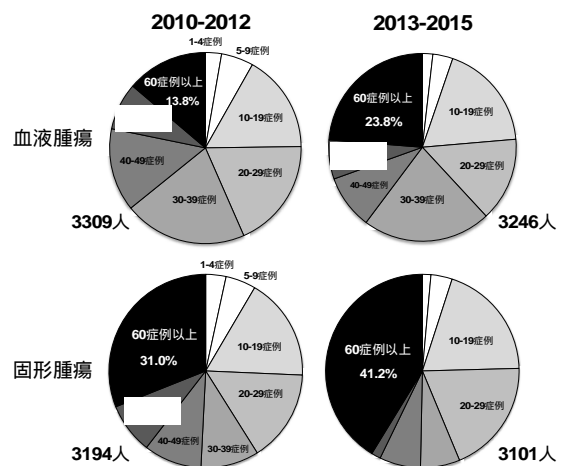 2010-2012
2013-2015
血液腫瘍
1-4症例
5-9症例
10-19症例
20-29症例
30-39症例
40-49症例
60症例以上
13.8%
3309人
10-19症例
20-29症例
30-39症例
40-49症例
60症例以上
23.8%
3246人
固形腫瘍
1-4症例
5-9症例
10-19症例
20-29症例
30-39症例
40-49症例
60症例以上
31.0%
3194人
10-19症例
20-29症例
60症例以上
41.2%
3101人